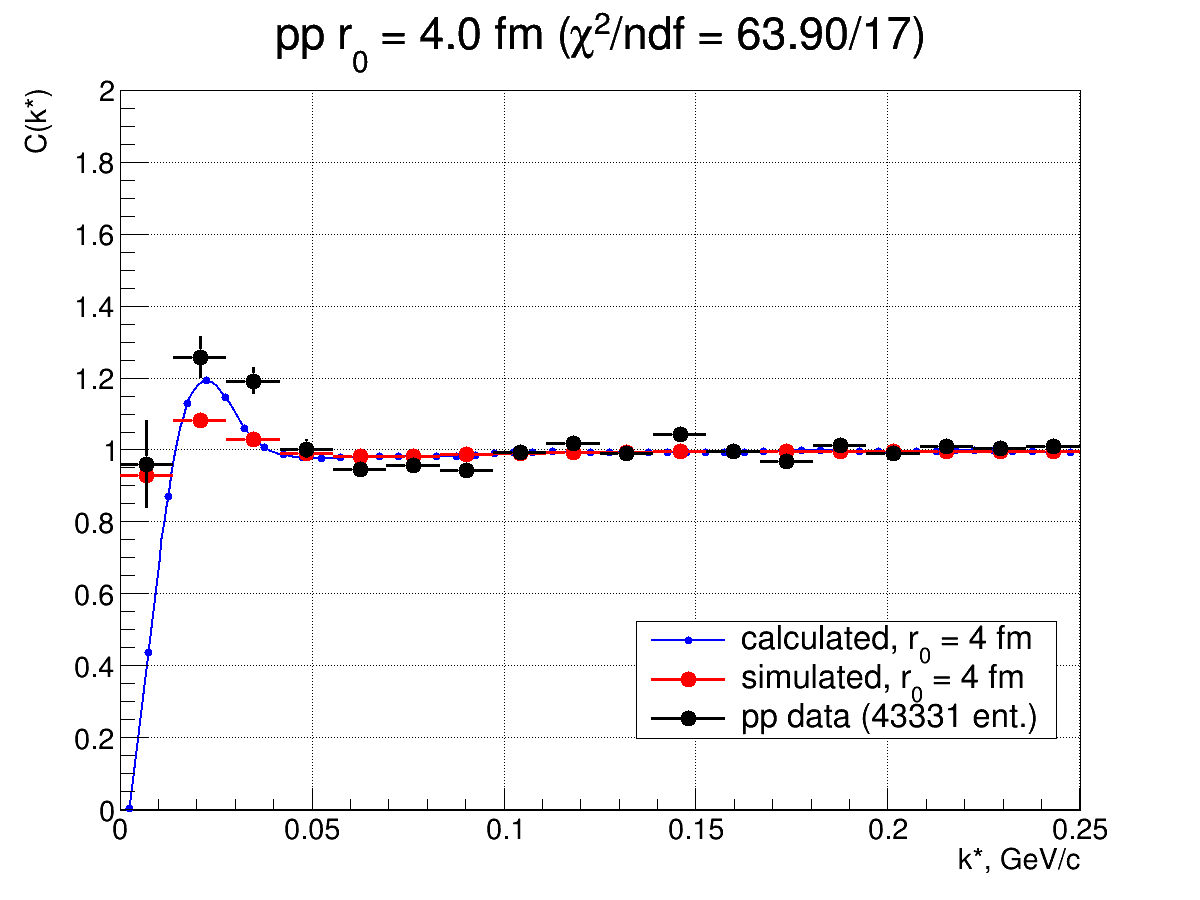 pp r₀ = 4.0 fm (χ²/ndf = 63.90/17)
C(k*)
2
1.8
1.6
1.4
1.2
1
0.8
0.6
0.4
0.2
0
0 0.05 0.1 0.15 0.2 0.25
k*, GeV/c
calculated, r₀ = 4 fm
simulated, r₀ = 4 fm
pp data (43331 ent.)